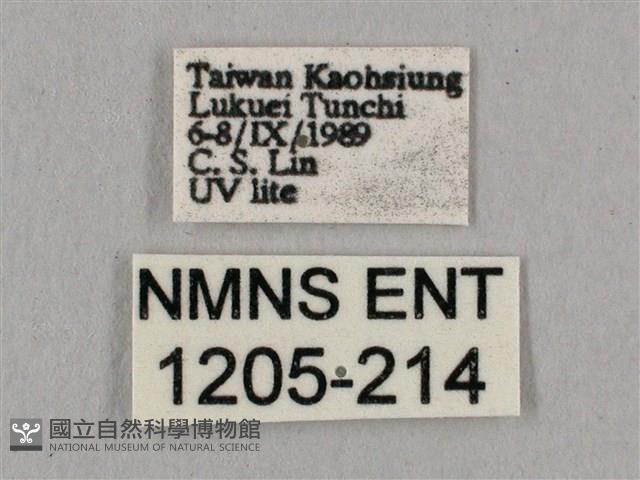 Taiwan Kaohsiung
Lukuei Tunchi
6-8/IX/1989
C. S. Lin
UV lite
NMNS ENT
1205-214
國立自然科學博物館
NATIONAL MUSEUM OF NATURAL SCIENCE